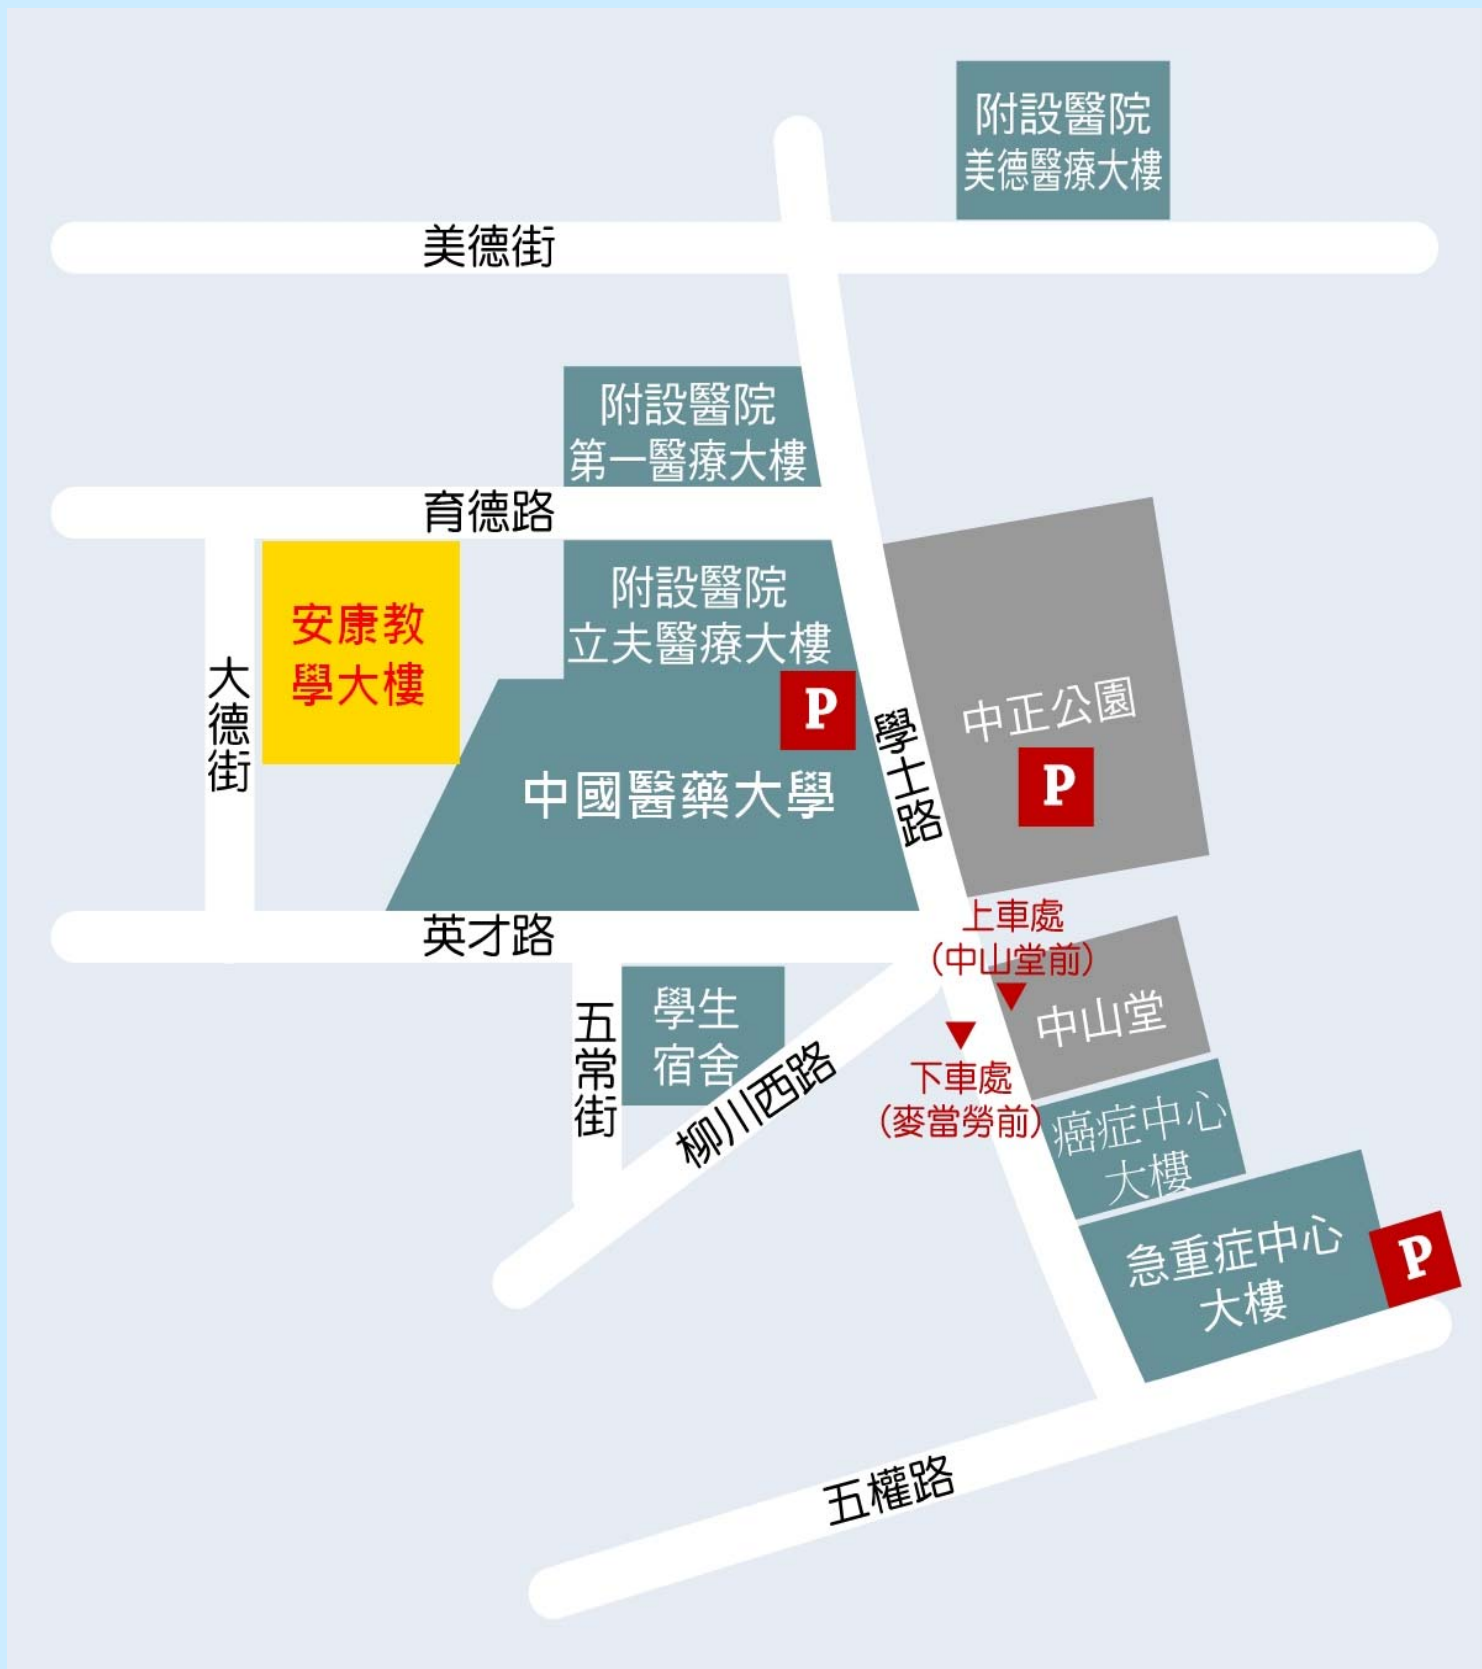 附設醫院
美德醫療大樓
美德街
附設醫院
第一醫療大樓
育德路
安康教
學大樓
附設醫院
立夫醫療大樓
P
大德街
學士路
中正公園
P
中國醫藥大學
英才路
上車處
(中山堂前)
中山堂
學生
宿舍
五常街
柳川西路
下車處
(麥當勞前)
癌症中心
大樓
急重症中心
大樓
P
五權路